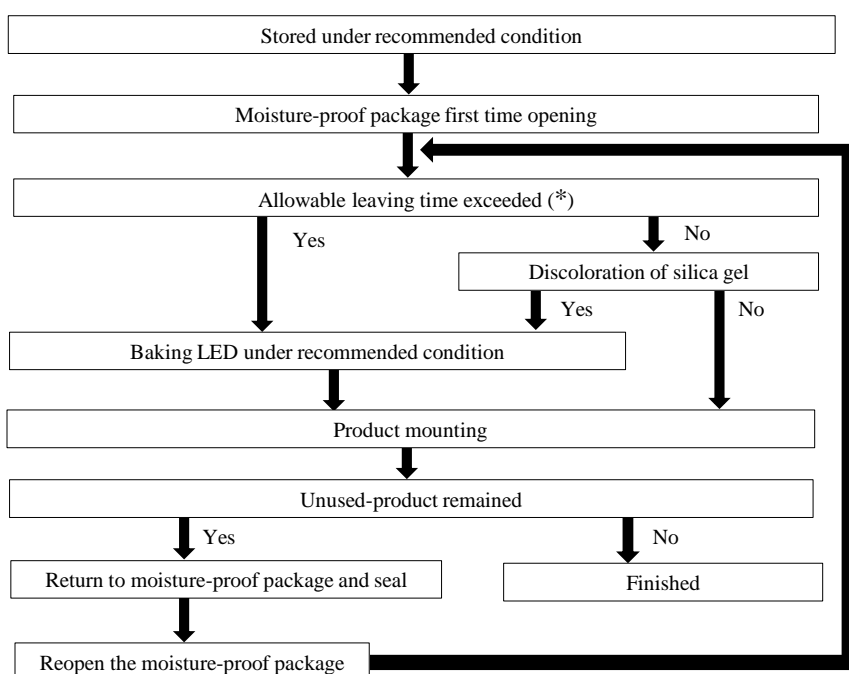 Stored under recommended condition
Moisture-proof package first time opening
Allowable leaving time exceeded (*)
Yes
No
Discoloration of silica gel
Yes
No
Baking LED under recommended condition
Product mounting
Unused-product remained
Yes
No
Return to moisture-proof package and seal
Finished
Reopen the moisture-proof package